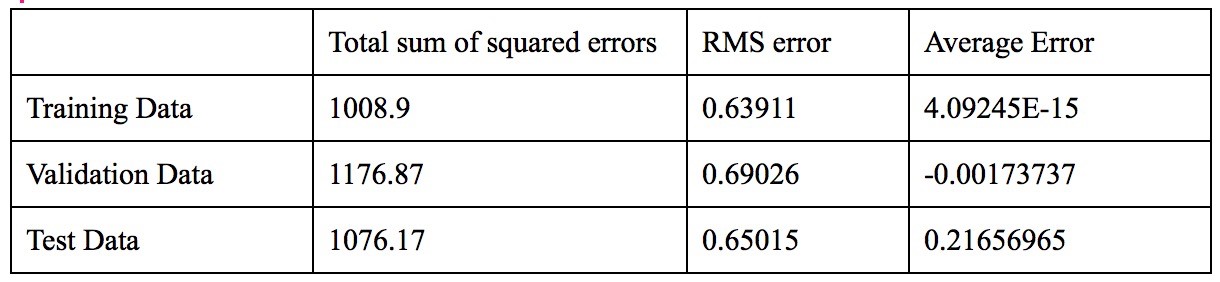 Total sum of squared errors RMS error Average Error
Training Data 1008.9 0.63911 4.09245E-15
Validation Data 1176.87 0.69026 -0.00173737
Test Data 1076.17 0.65015 0.21656965